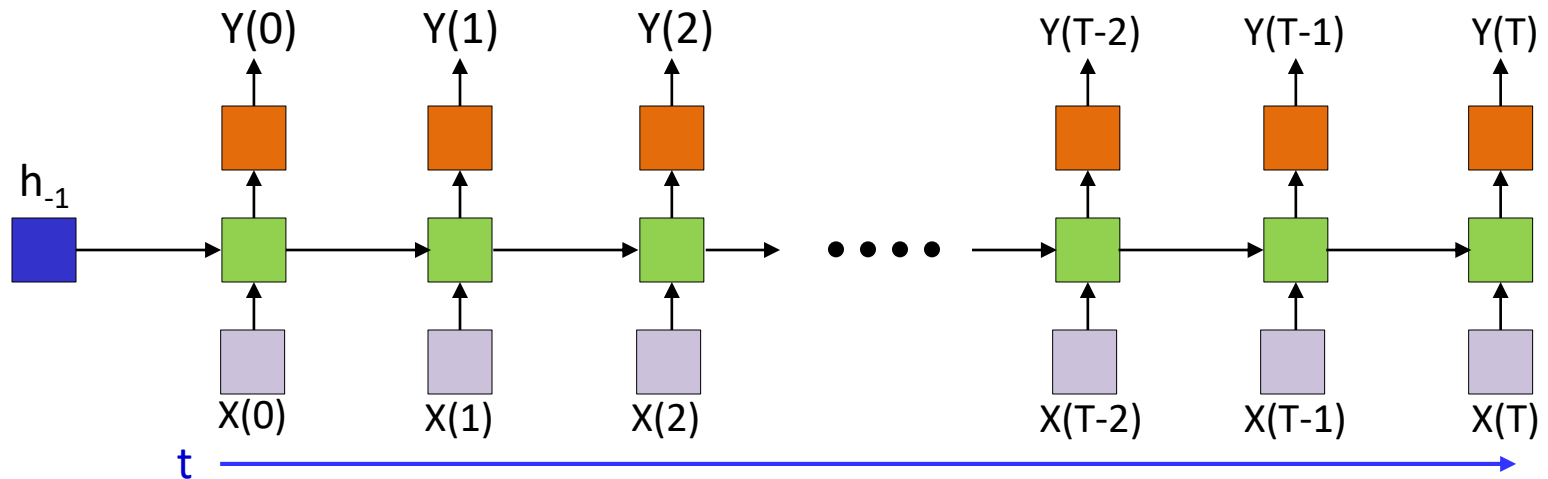 Y(0) Y(1) Y(2) Y(T-2) Y(T-1) Y(T)
h-1
X(0) X(1) X(2) X(T-2) X(T-1) X(T)
t